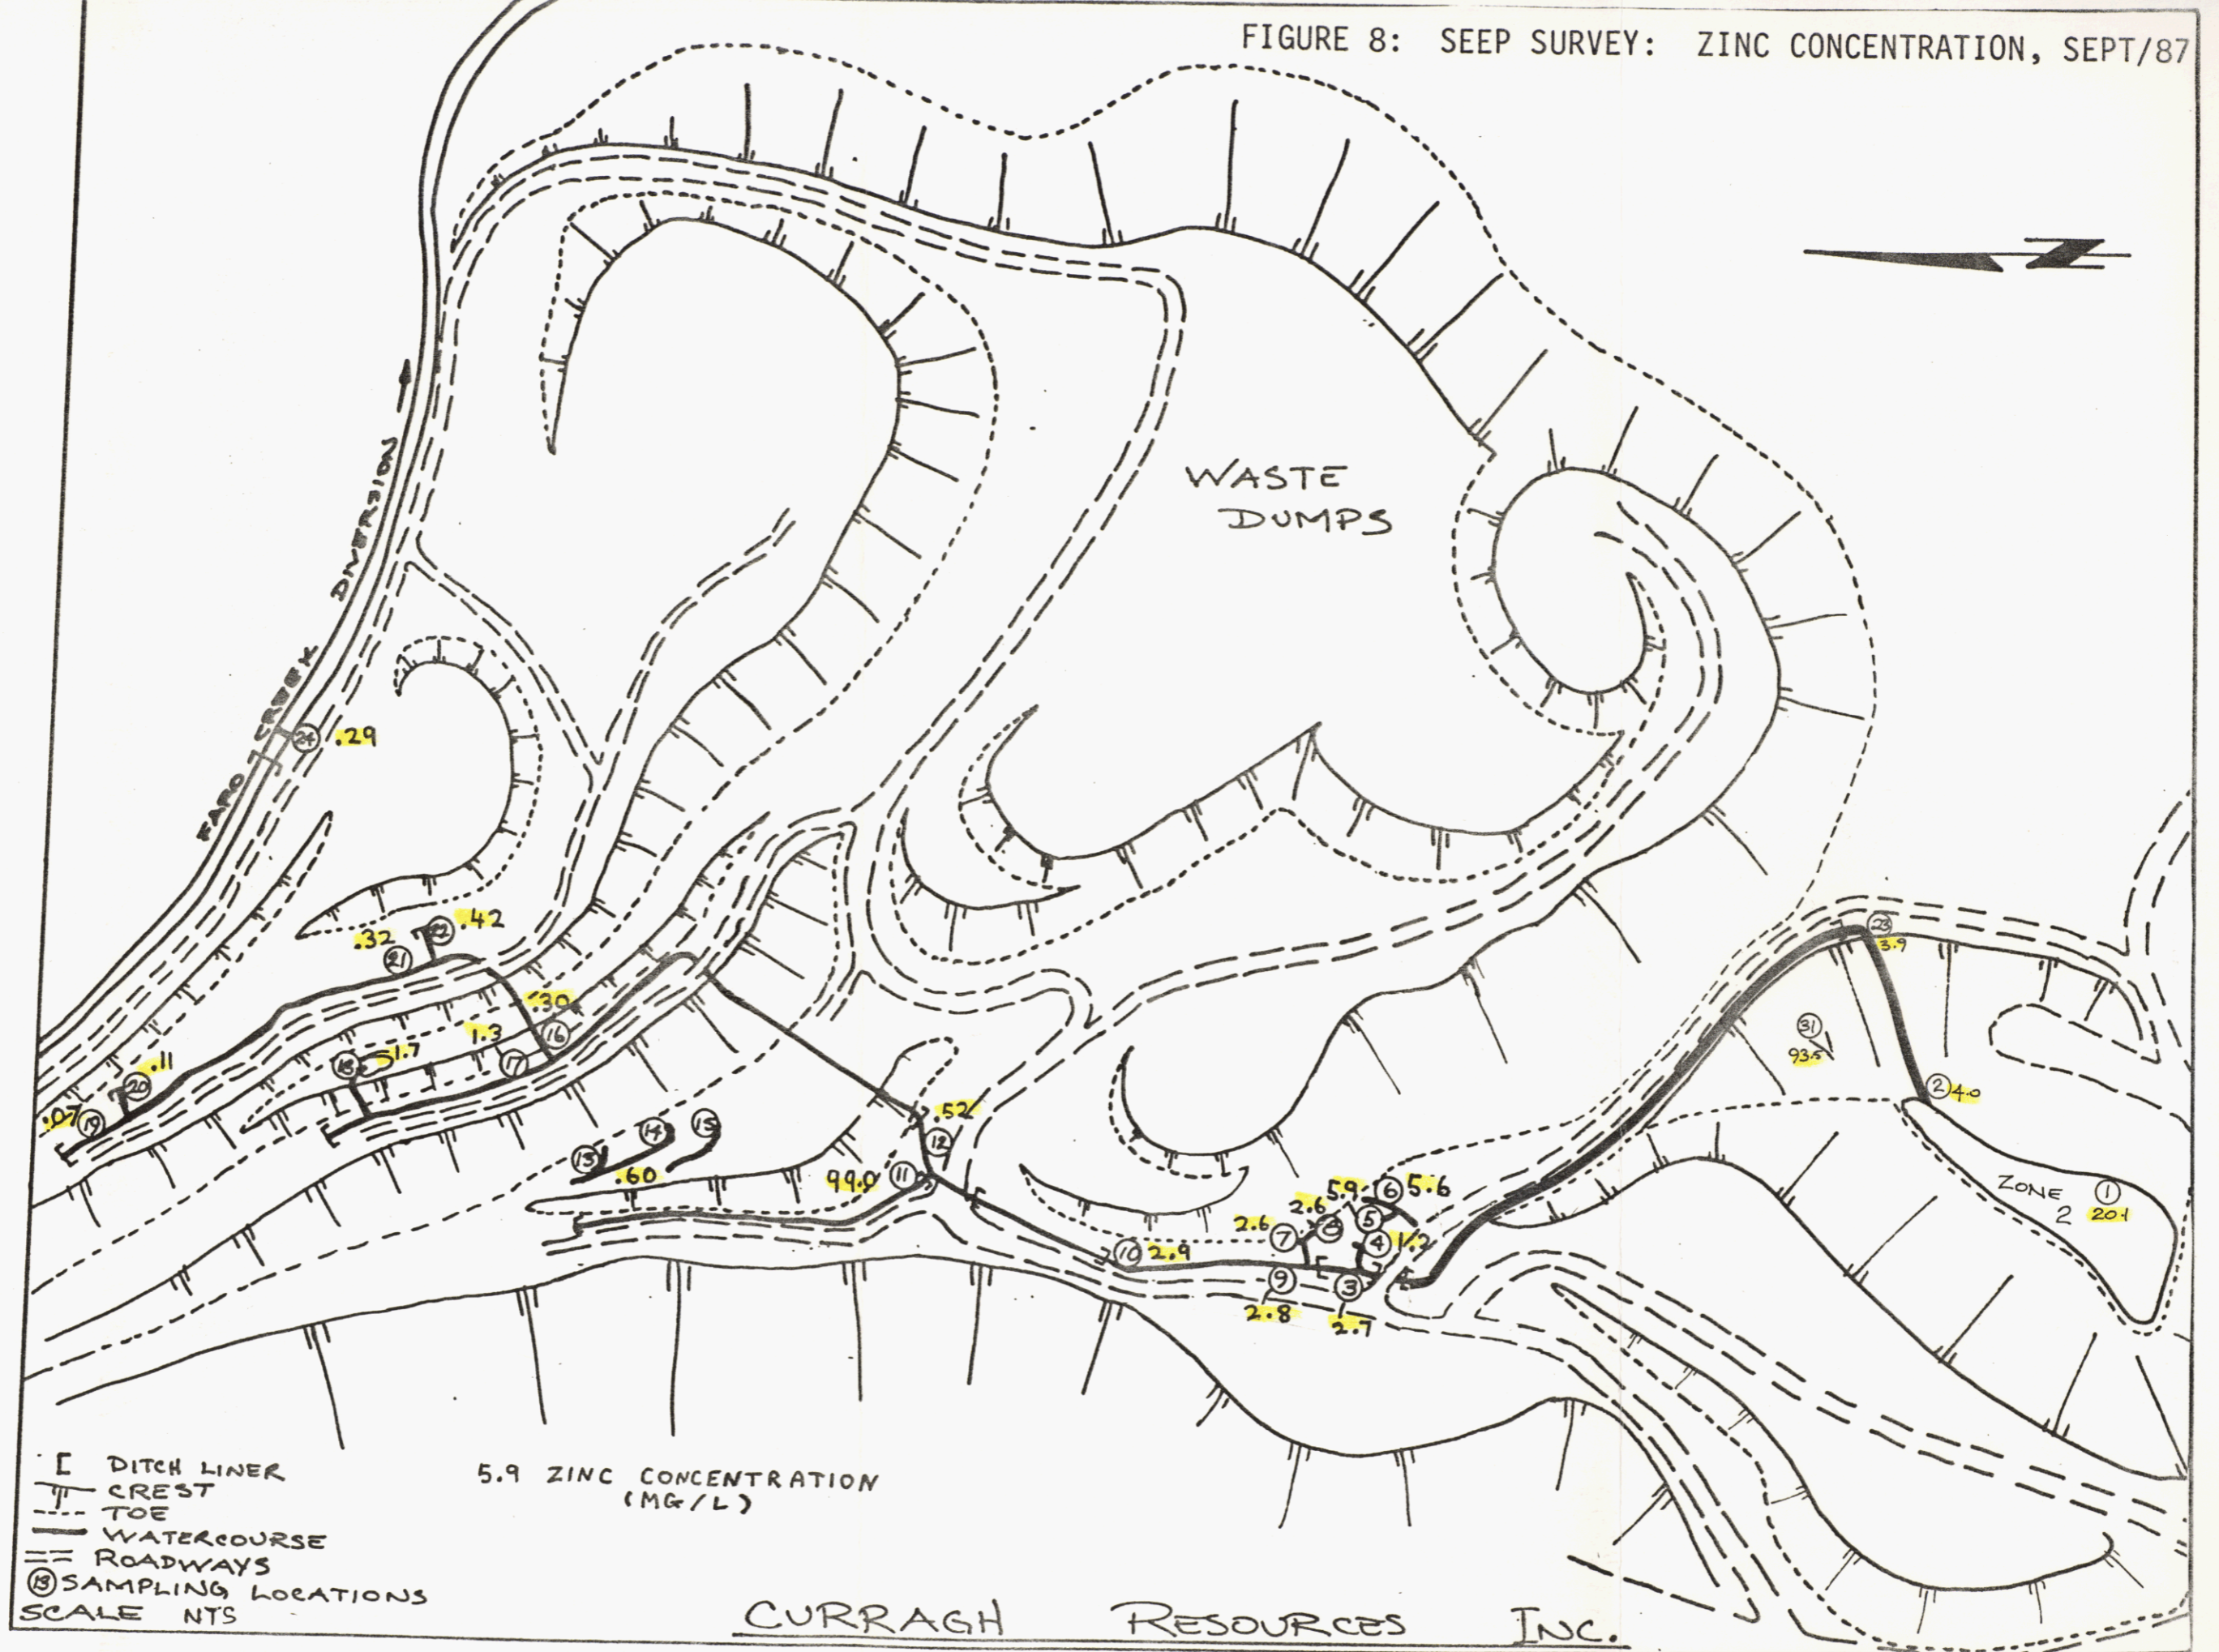 FIGURE 8: SEEP SURVEY: ZINC CONCENTRATION, SEPT/87
N
WASTE
DUMPS
FARO CREEK DIVERSION
24 .29
.42
22
.32
21
.30
16
1.3
17
18 51.7
.11
20
.07 19
23
3.9
31
93.5
2 4.0
ZONE
2
1
20.1
.52
12
99.0 11
13
14
15
.60
10 2.9
5.9 6 5.6
2.6
5
2.6
7
4 1.2
9
3
2.8
2.7
[ DITCH LINER
CREST
TOE
WATERCOURSE
ROADWAYS
13 SAMPLING LOCATIONS
SCALE NTS
5.9 ZINC CONCENTRATION
(MG/L)
CURRAGH RESOURCES INC.